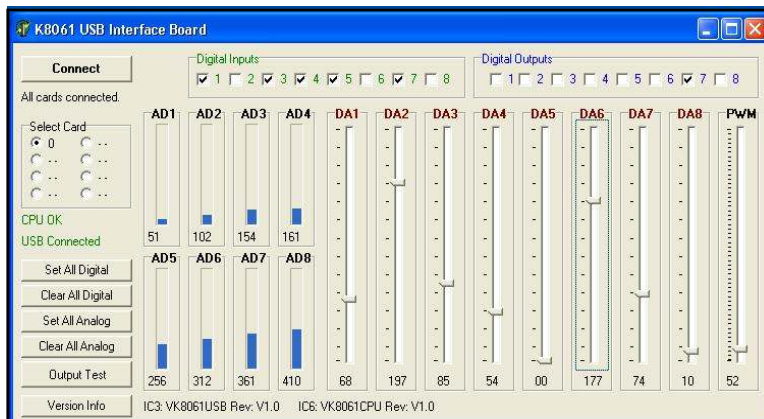 K8061 USB Interface Board
Connect
All cards connected.
Select Card
0 --
-- --
-- --
-- --
CPU OK
USB Connected
Set All Digital
Clear All Digital
Set All Analog
Clear All Analog
Output Test
Version Info
Digital Inputs
1 2 3 4 5 6 7 8
Digital Outputs
1 2 3 4 5 6 7 8
AD1 AD2 AD3 AD4
51 102 154 161
AD5 AD6 AD7 AD8
256 312 361 410
DA1 DA2 DA3 DA4 DA5 DA6 DA7 DA8 PWM
68 197 85 54 00 177 74 10 52
IC3: VK8061USB Rev: V1.0 IC6: VK8061CPU Rev: V1.0